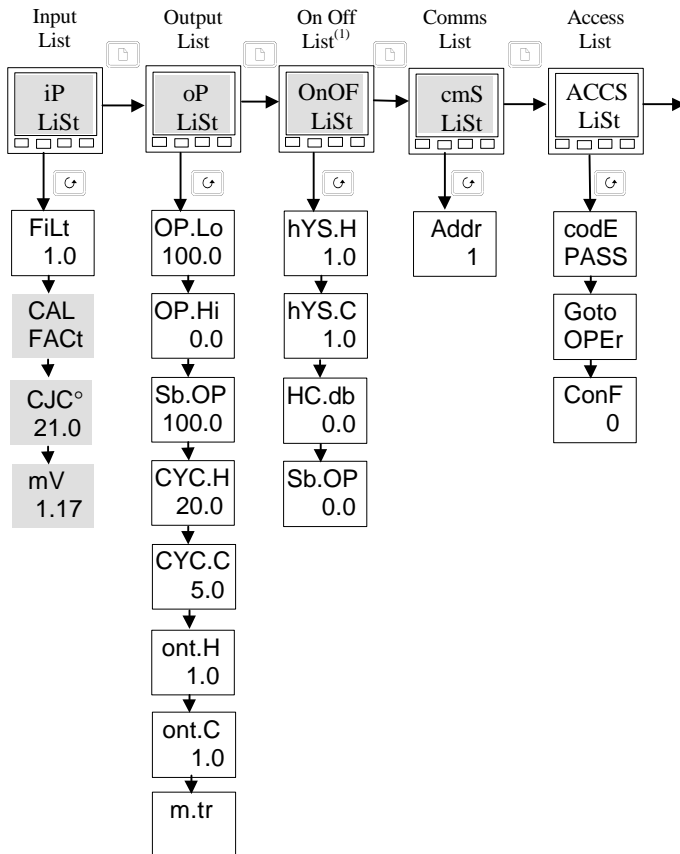 Input
List
Output
List
On Off
List(1)
Comms
List
Access
List
iP
LiSt
oP
LiSt
OnOF
LiSt
cmS
LiSt
ACCS
LiSt
FiLt
1.0
CAL
FACt
CJC°
21.0
mV
1.17
OP.Lo
100.0
OP.Hi
0.0
Sb.OP
100.0
CYC.H
20.0
CYC.C
5.0
ont.H
1.0
ont.C
1.0
m.tr
hYS.H
1.0
hYS.C
1.0
HC.db
0.0
Sb.OP
0.0
Addr
1
codE
PASS
Goto
OPEr
ConF
0